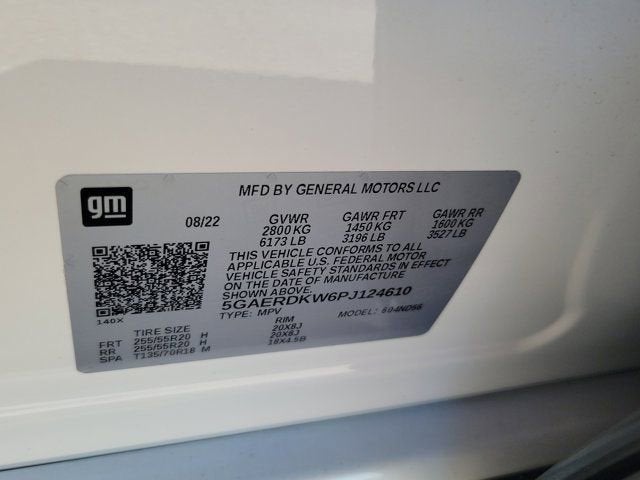 MFD BY GENERAL MOTORS LLC
gm
08/22 GVWR GAWR FRT GAWR RR
2800 KG 1450 KG 1600 KG
6173 LB 3196 LB 3527 LB
THIS VEHICLE CONFORMS TO ALL
APPLICABLE U.S. FEDERAL MOTOR
VEHICLE SAFETY STANDARDS IN EFFECT
ON THE DATE OF MANUFACTURE
SHOWN ABOVE.
5GAERDKW6PJ124610
TYPE: MPV MODEL:
140X
TIRE SIZE RIM
FRT 255/55R20 H 20X8J
RR 255/55R20 H 20X8J
SPA T135/70R18 M 18X4.5B